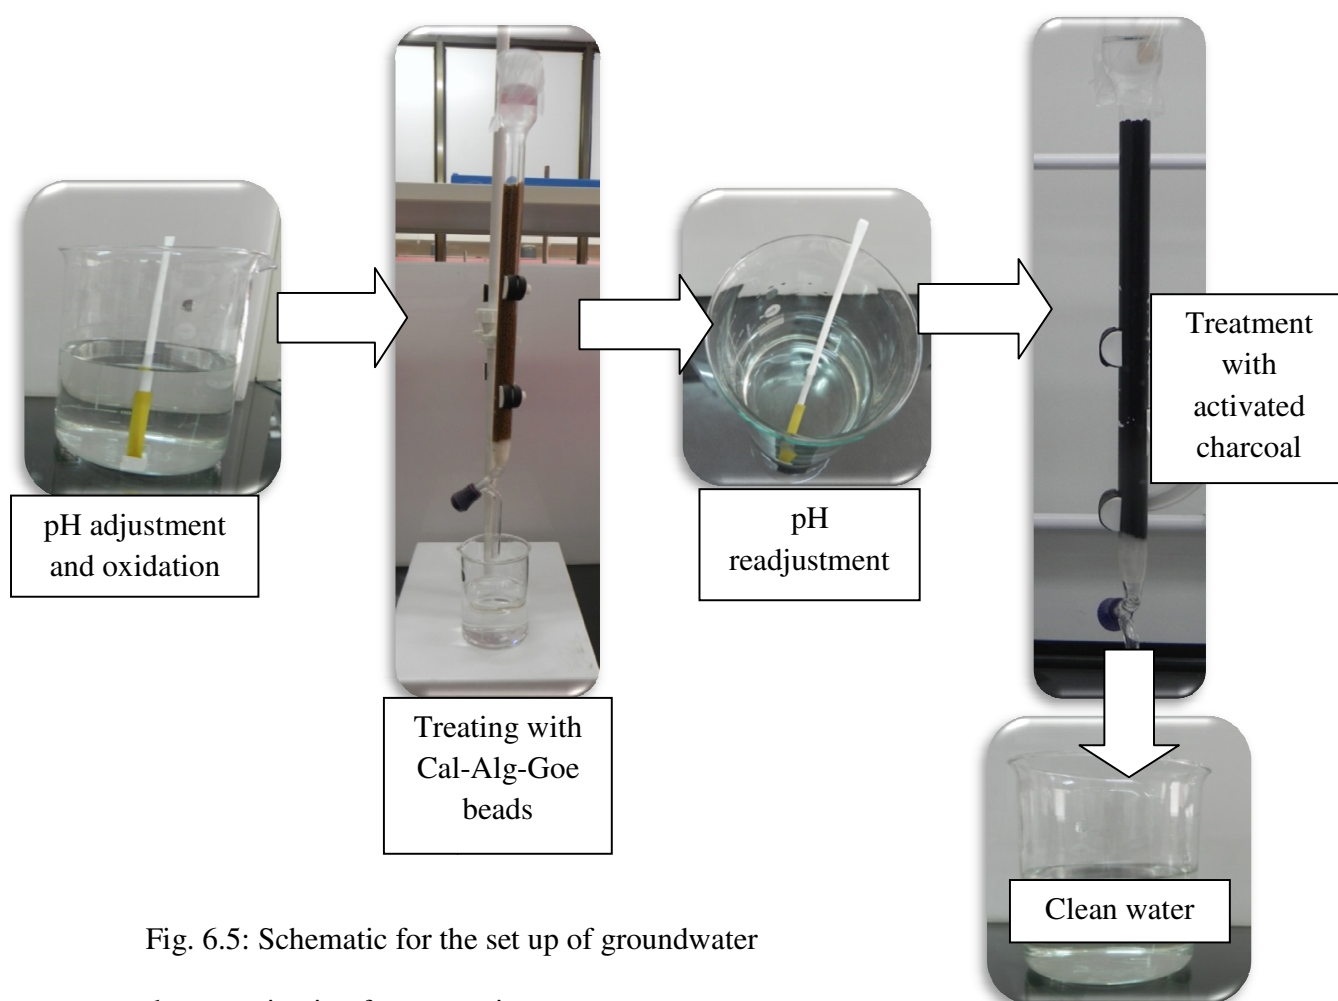 pH adjustment
and oxidation
Treating with
Cal-Alg-Goe
beads
pH
readjustment
Treatment
with
activated
charcoal
Clean water
Fig. 6.5: Schematic for the set up of groundwater